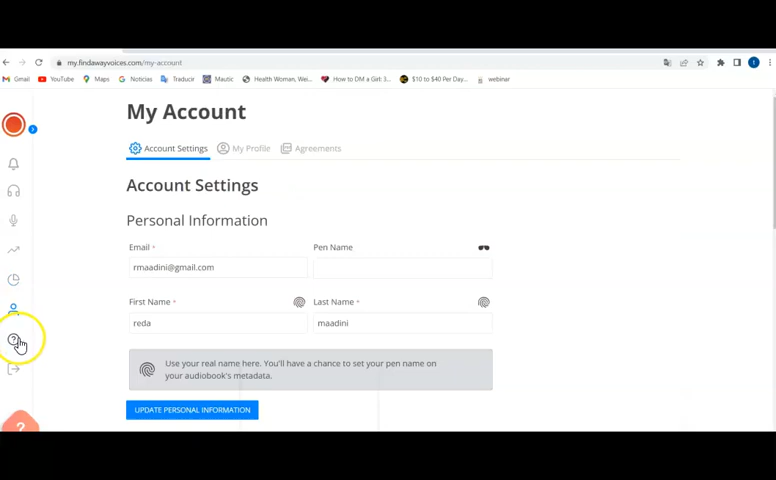 my.findawayvoices.com/my-account
t
Gmail YouTube Maps Noticias Traducir Mautic Health Woman, Wei... How to DM a Girl: 3... $10 to $40 Per Day... webinar
My Account
Account Settings My Profile Agreements
Account Settings
Personal Information
Email * Pen Name
rmaadini@gmail.com
First Name * Last Name *
reda maadini
Use your real name here. You'll have a chance to set your pen name on
your audiobook's metadata.
UPDATE PERSONAL INFORMATION
?